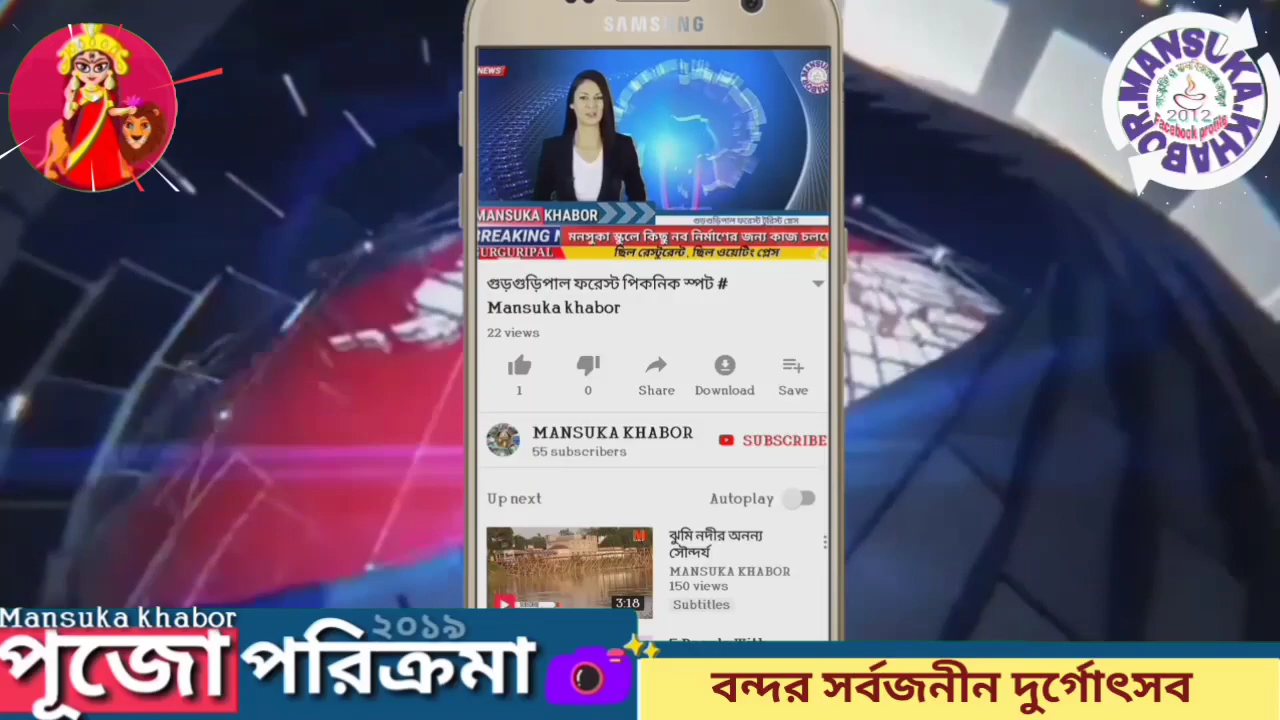 SAMSUNG
NEWS
MANSUKA KHABOR
গুড়গুড়িপাল ফরেস্ট টুরিস্ট প্লেস
BREAKING
মনসুকা স্কুলে কিছু নব নির্মাণের জন্য কাজ চলছে
GURGURIPAL
ছিল রেস্টুরেন্ট, ছিল ওয়েটিং প্লেস
গুড়গুড়িপাল ফরেস্ট পিকনিক স্পট #
Mansuka khabor
22 views
1
0
Share
Download
Save
MANSUKA KHABOR
55 subscribers
SUBSCRIBE
Up next
Autoplay
ঝুমি নদীর অনন্য
সৌন্দর্য
MANSUKA KHABOR
150 views
Subtitles
3:18
MANSUKA KHABOR
2012
Facebook profile
Mansuka khabor
২০১৯
পূজো পরিক্রমা
বন্দর সর্বজনীন দুর্গোৎসব